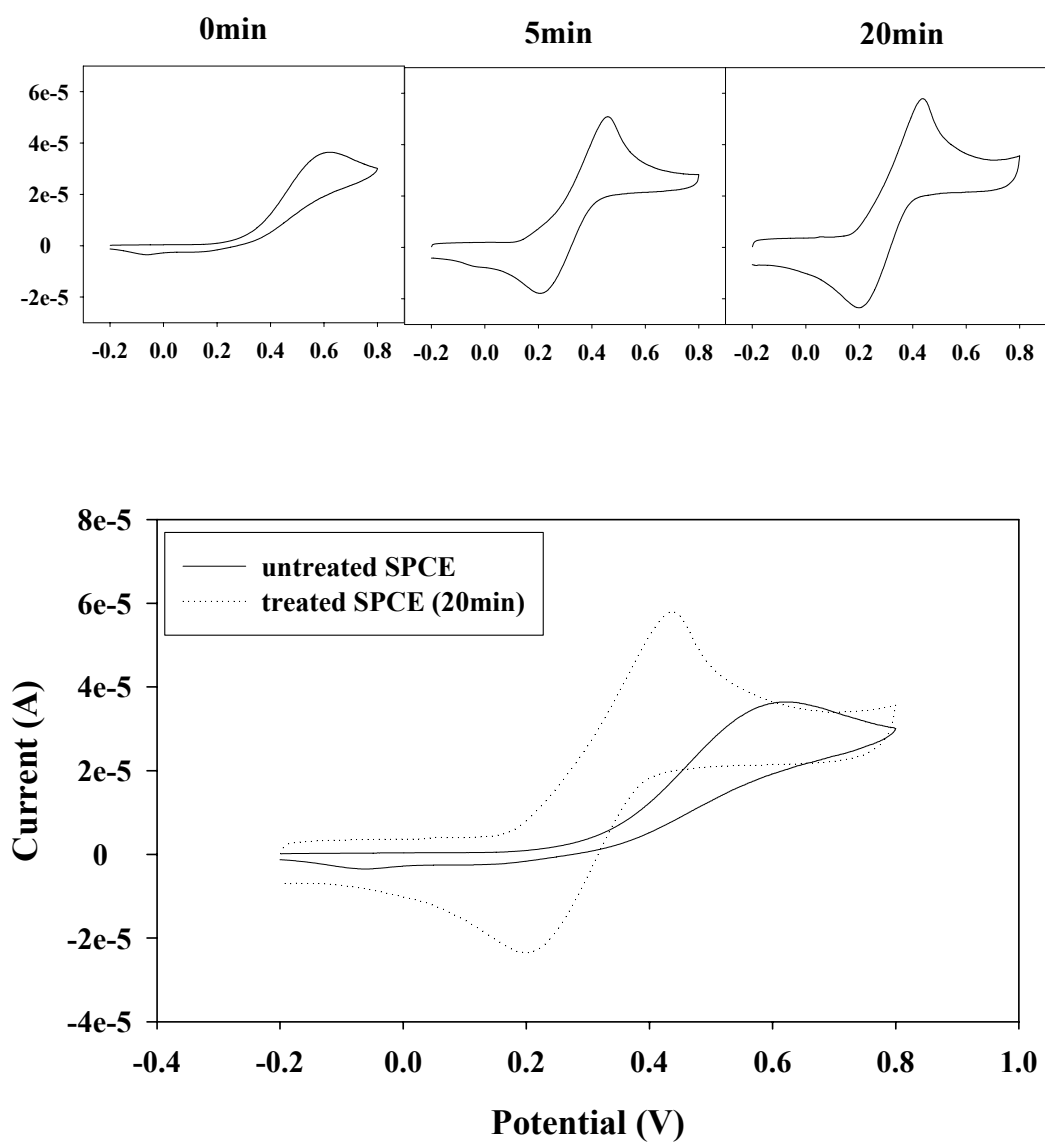 0min 5min 20min
6e-5
4e-5
2e-5
0
-2e-5
-0.2 0.0 0.2 0.4 0.6 0.8 -0.2 0.0 0.2 0.4 0.6 0.8 -0.2 0.0 0.2 0.4 0.6 0.8
8e-5
untreated SPCE
treated SPCE (20min)
6e-5
4e-5
2e-5
0
-2e-5
-4e-5
Current (A)
-0.4 -0.2 0.0 0.2 0.4 0.6 0.8 1.0
Potential (V)